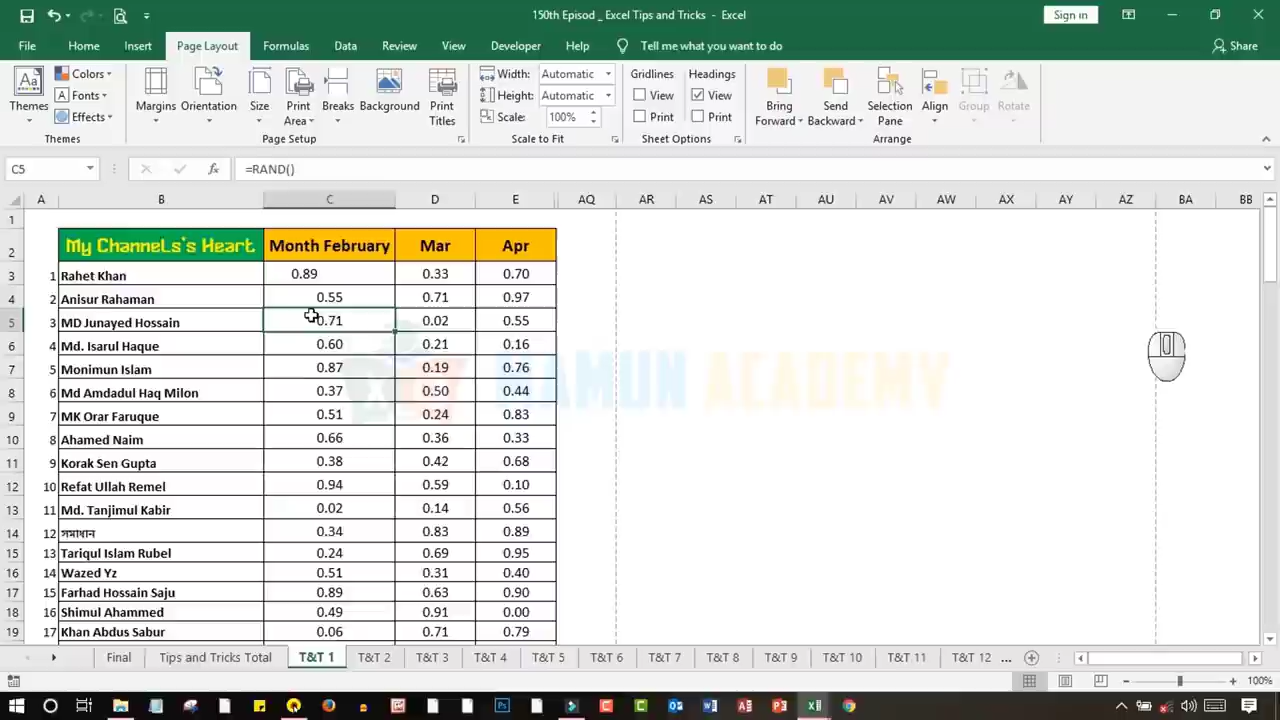 150th Episod _ Excel Tips and Tricks - Excel
Sign in
File Home Insert Page Layout Formulas Data Review View Developer Help Tell me what you want to do Share
Themes Colors Fonts Effects
Margins Orientation Size Print Area Breaks Background Print Titles
Width: Automatic
Height: Automatic
Scale: 100%
Gridlines View Print
Headings View Print
Bring Forward Send Backward Selection Pane Align Group Rotate
Themes Page Setup Scale to Fit Sheet Options Arrange
C5 fx =RAND()
A B C D E AQ AR AS AT AU AV AW AX AY AZ BA BB
1
2 My Channels's Heart Month February Mar Apr
3 1 Rahet Khan 0.89 0.33 0.70
4 2 Anisur Rahaman 0.55 0.71 0.97
5 3 MD Junayed Hossain 0.71 0.02 0.55
6 4 Md. Isarul Haque 0.60 0.21 0.16
7 5 Monimun Islam 0.87 0.19 0.76
8 6 Md Amdadul Haq Milon 0.37 0.50 0.44
9 7 MK Orar Faruque 0.51 0.24 0.83
10 8 Ahamed Naim 0.66 0.36 0.33
11 9 Korak Sen Gupta 0.38 0.42 0.68
12 10 Refat Ullah Remel 0.94 0.59 0.10
13 11 Md. Tanjimul Kabir 0.02 0.14 0.56
14 12 সমাধান 0.34 0.83 0.89
15 13 Tariqul Islam Rubel 0.24 0.69 0.95
16 14 Wazed Yz 0.51 0.31 0.40
17 15 Farhad Hossain Saju 0.89 0.63 0.90
18 16 Shimul Ahammed 0.49 0.91 0.00
19 17 Khan Abdus Sabur 0.06 0.71 0.79
MAMUN ACADEMY
Final Tips and Tricks Total T&T 1 T&T 2 T&T 3 T&T 4 T&T 5 T&T 6 T&T 7 T&T 8 T&T 9 T&T 10 T&T 11 T&T 12 ...
100%